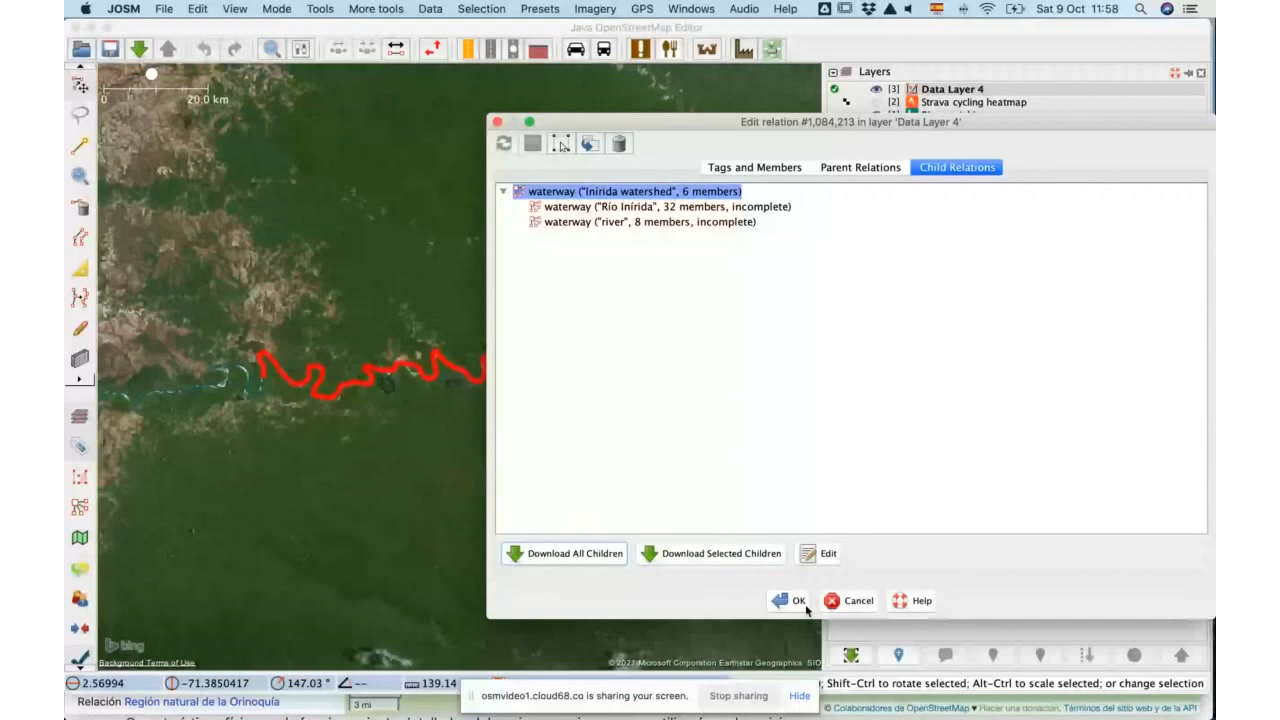 JOSM File Edit View Mode Tools More tools Data Selection Presets Imagery GPS Windows Audio Help Sat 9 Oct 11:58
Java OpenStreetMap Editor
0 20.0 km
Layers
[3] Data Layer 4
[2] Strava cycling heatmap
Edit relation #1,084,213 in layer 'Data Layer 4'
Tags and Members Parent Relations Child Relations
waterway ("Inírida watershed", 6 members)
waterway ("Río Inírida", 32 members, incomplete)
waterway ("river", 8 members, incomplete)
Download All Children Download Selected Children Edit
OK Cancel Help
bing
Background Terms of Use
© 2021 Microsoft Corporation Earthstar Geographics SIO
2.56994 -71.3850417 147.03 ° -- 139.14 ; Shift-Ctrl to rotate selected; Alt-Ctrl to scale selected; or change selection
osmvideo1.cloud68.co is sharing your screen. Stop sharing Hide
Relación Región natural de la Orinoquía
3 mi
© Colaboradores de OpenStreetMap ♥ Hacer una donación. Términos del sitio web y de la API